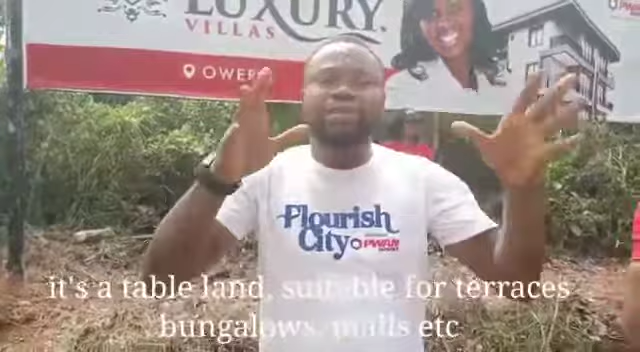 LUXURY
VILLAS
OWER
Flourish
City
PWAN
it's a table land, suitable for terraces
bungalows, malls etc